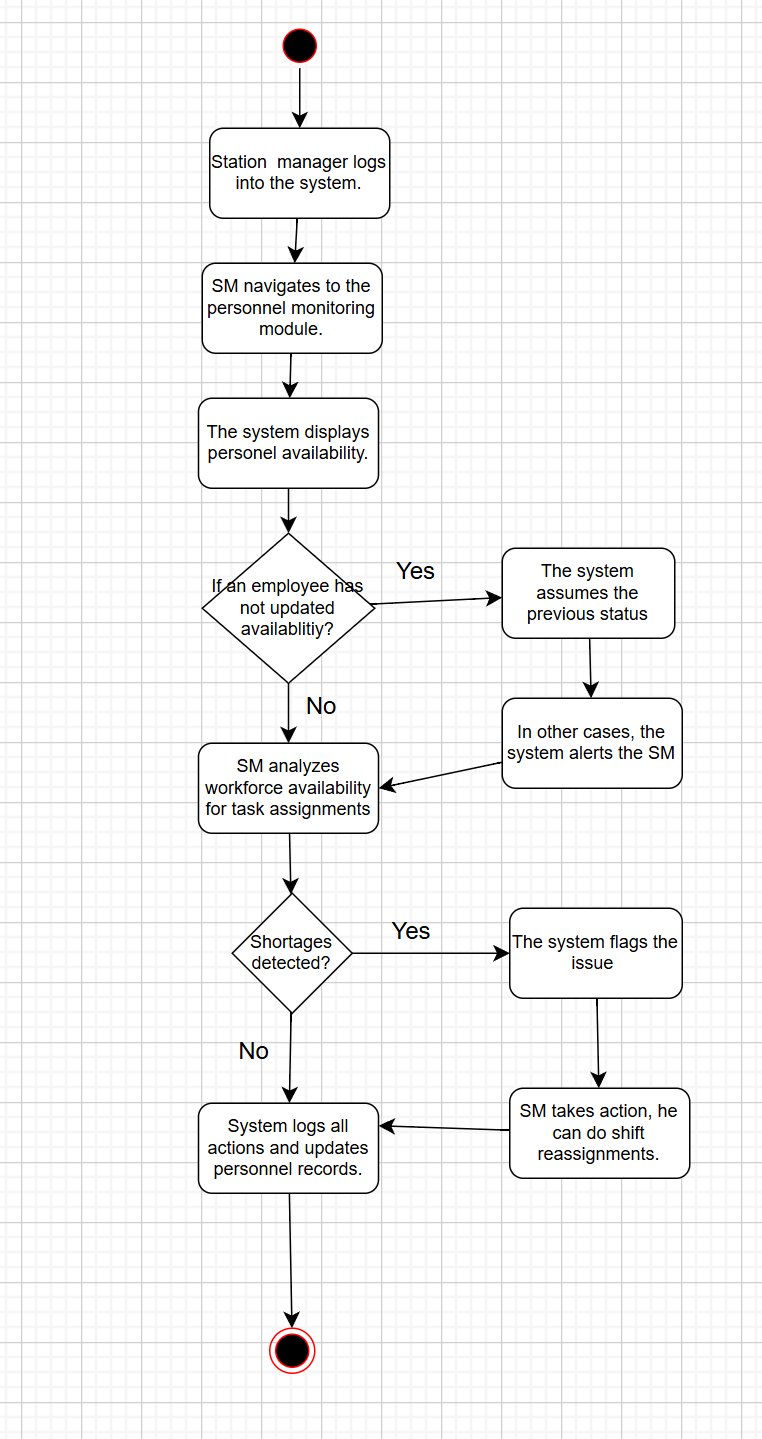 Station  manager logs
into the system.
SM navigates to the
personnel monitoring
module.
The system displays
personel availability.
If an employee has
not updated
availablitiy?
Yes
The system
assumes the
previous status
No
In other cases, the
system alerts the SM
SM analyzes
workforce availability
for task assignments
Shortages
detected?
Yes
The system flags the
issue
No
SM takes action, he
can do shift
reassignments.
System logs all
actions and updates
personnel records.